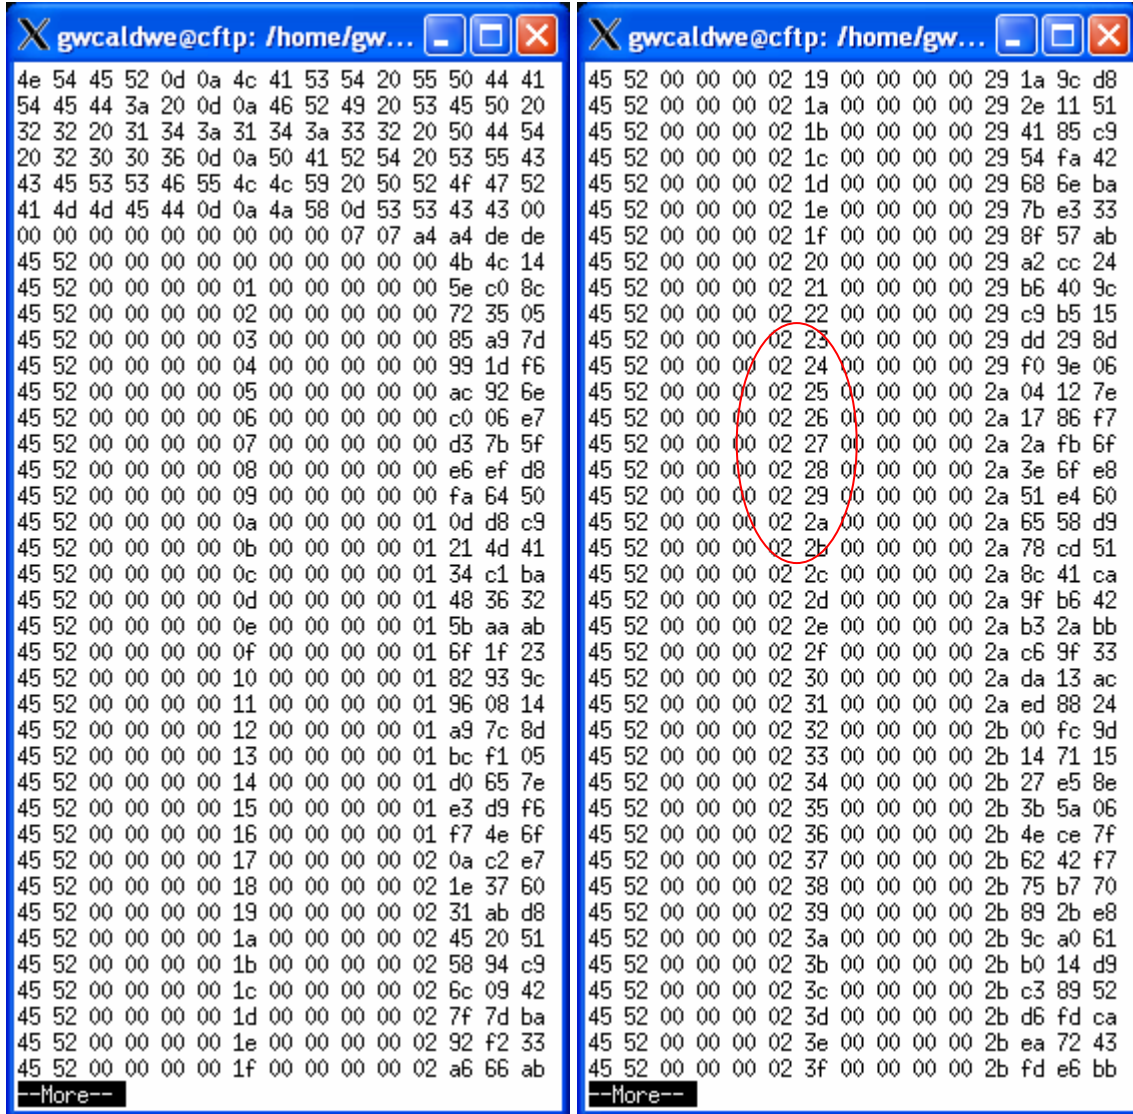 gwcaldwe@cftp: /home/gw...
4e 54 45 52 0d 0a 4c 41 53 54 20 55 50 44 41
54 45 44 3a 20 0d 0a 46 52 49 20 53 45 50 20
32 32 20 31 34 3a 31 34 3a 33 32 20 50 44 54
20 32 30 30 36 0d 0a 50 41 52 54 20 53 55 43
43 45 53 53 46 55 4c 4c 59 20 50 52 4f 47 52
41 4d 4d 45 44 0d 0a 4a 58 0d 53 53 43 43 00
00 00 00 00 00 00 00 00 00 07 07 a4 a4 de de
45 52 00 00 00 00 00 00 00 00 00 00 4b 4c 14
45 52 00 00 00 00 01 00 00 00 00 00 5e c0 8c
45 52 00 00 00 00 02 00 00 00 00 00 72 35 05
45 52 00 00 00 00 03 00 00 00 00 00 85 a9 7d
45 52 00 00 00 00 04 00 00 00 00 00 99 1d f6
45 52 00 00 00 00 05 00 00 00 00 00 ac 92 6e
45 52 00 00 00 00 06 00 00 00 00 00 c0 06 e7
45 52 00 00 00 00 07 00 00 00 00 00 d3 7b 5f
45 52 00 00 00 00 08 00 00 00 00 00 e6 ef d8
45 52 00 00 00 00 09 00 00 00 00 00 fa 64 50
45 52 00 00 00 00 0a 00 00 00 00 01 0d d8 c9
45 52 00 00 00 00 0b 00 00 00 00 01 21 4d 41
45 52 00 00 00 00 0c 00 00 00 00 01 34 c1 ba
45 52 00 00 00 00 0d 00 00 00 00 01 48 36 32
45 52 00 00 00 00 0e 00 00 00 00 01 5b aa ab
45 52 00 00 00 00 0f 00 00 00 00 01 6f 1f 23
45 52 00 00 00 00 10 00 00 00 00 01 82 93 9c
45 52 00 00 00 00 11 00 00 00 00 01 96 08 14
45 52 00 00 00 00 12 00 00 00 00 01 a9 7c 8d
45 52 00 00 00 00 13 00 00 00 00 01 bc f1 05
45 52 00 00 00 00 14 00 00 00 00 01 d0 65 7e
45 52 00 00 00 00 15 00 00 00 00 01 e3 d9 f6
45 52 00 00 00 00 16 00 00 00 00 01 f7 4e 6f
45 52 00 00 00 00 17 00 00 00 00 02 0a c2 e7
45 52 00 00 00 00 18 00 00 00 00 02 1e 37 60
45 52 00 00 00 00 19 00 00 00 00 02 31 ab d8
45 52 00 00 00 00 1a 00 00 00 00 02 45 20 51
45 52 00 00 00 00 1b 00 00 00 00 02 58 94 c9
45 52 00 00 00 00 1c 00 00 00 00 02 6c 09 42
45 52 00 00 00 00 1d 00 00 00 00 02 7f 7d ba
45 52 00 00 00 00 1e 00 00 00 00 02 92 f2 33
45 52 00 00 00 00 1f 00 00 00 00 02 a6 66 ab
--More--
gwcaldwe@cftp: /home/gw...
45 52 00 00 00 02 19 00 00 00 00 29 1a 9c d8
45 52 00 00 00 02 1a 00 00 00 00 29 2e 11 51
45 52 00 00 00 02 1b 00 00 00 00 29 41 85 c9
45 52 00 00 00 02 1c 00 00 00 00 29 54 fa 42
45 52 00 00 00 02 1d 00 00 00 00 29 68 6e ba
45 52 00 00 00 02 1e 00 00 00 00 29 7b e3 33
45 52 00 00 00 02 1f 00 00 00 00 29 8f 57 ab
45 52 00 00 00 02 20 00 00 00 00 29 a2 cc 24
45 52 00 00 00 02 21 00 00 00 00 29 b6 40 9c
45 52 00 00 00 02 22 00 00 00 00 29 c9 b5 15
45 52 00 00 00 02 23 00 00 00 00 29 dd 29 8d
45 52 00 00 00 02 24 00 00 00 00 29 f0 9e 06
45 52 00 00 00 02 25 00 00 00 00 2a 04 12 7e
45 52 00 00 00 02 26 00 00 00 00 2a 17 86 f7
45 52 00 00 00 02 27 00 00 00 00 2a 2a fb 6f
45 52 00 00 00 02 28 00 00 00 00 2a 3e 6f e8
45 52 00 00 00 02 29 00 00 00 00 2a 51 e4 60
45 52 00 00 00 02 2a 00 00 00 00 2a 65 58 d9
45 52 00 00 00 02 2b 00 00 00 00 2a 78 cd 51
45 52 00 00 00 02 2c 00 00 00 00 2a 8c 41 ca
45 52 00 00 00 02 2d 00 00 00 00 2a 9f b6 42
45 52 00 00 00 02 2e 00 00 00 00 2a b3 2a bb
45 52 00 00 00 02 2f 00 00 00 00 2a c6 9f 33
45 52 00 00 00 02 30 00 00 00 00 2a da 13 ac
45 52 00 00 00 02 31 00 00 00 00 2a ed 88 24
45 52 00 00 00 02 32 00 00 00 00 2b 00 fc 9d
45 52 00 00 00 02 33 00 00 00 00 2b 14 71 15
45 52 00 00 00 02 34 00 00 00 00 2b 27 e5 8e
45 52 00 00 00 02 35 00 00 00 00 2b 3b 5a 06
45 52 00 00 00 02 36 00 00 00 00 2b 4e ce 7f
45 52 00 00 00 02 37 00 00 00 00 2b 62 42 f7
45 52 00 00 00 02 38 00 00 00 00 2b 75 b7 70
45 52 00 00 00 02 39 00 00 00 00 2b 89 2b e8
45 52 00 00 00 02 3a 00 00 00 00 2b 9c a0 61
45 52 00 00 00 02 3b 00 00 00 00 2b b0 14 d9
45 52 00 00 00 02 3c 00 00 00 00 2b c3 89 52
45 52 00 00 00 02 3d 00 00 00 00 2b d6 fd ca
45 52 00 00 00 02 3e 00 00 00 00 2b ea 72 43
45 52 00 00 00 02 3f 00 00 00 00 2b fd e6 bb
--More--